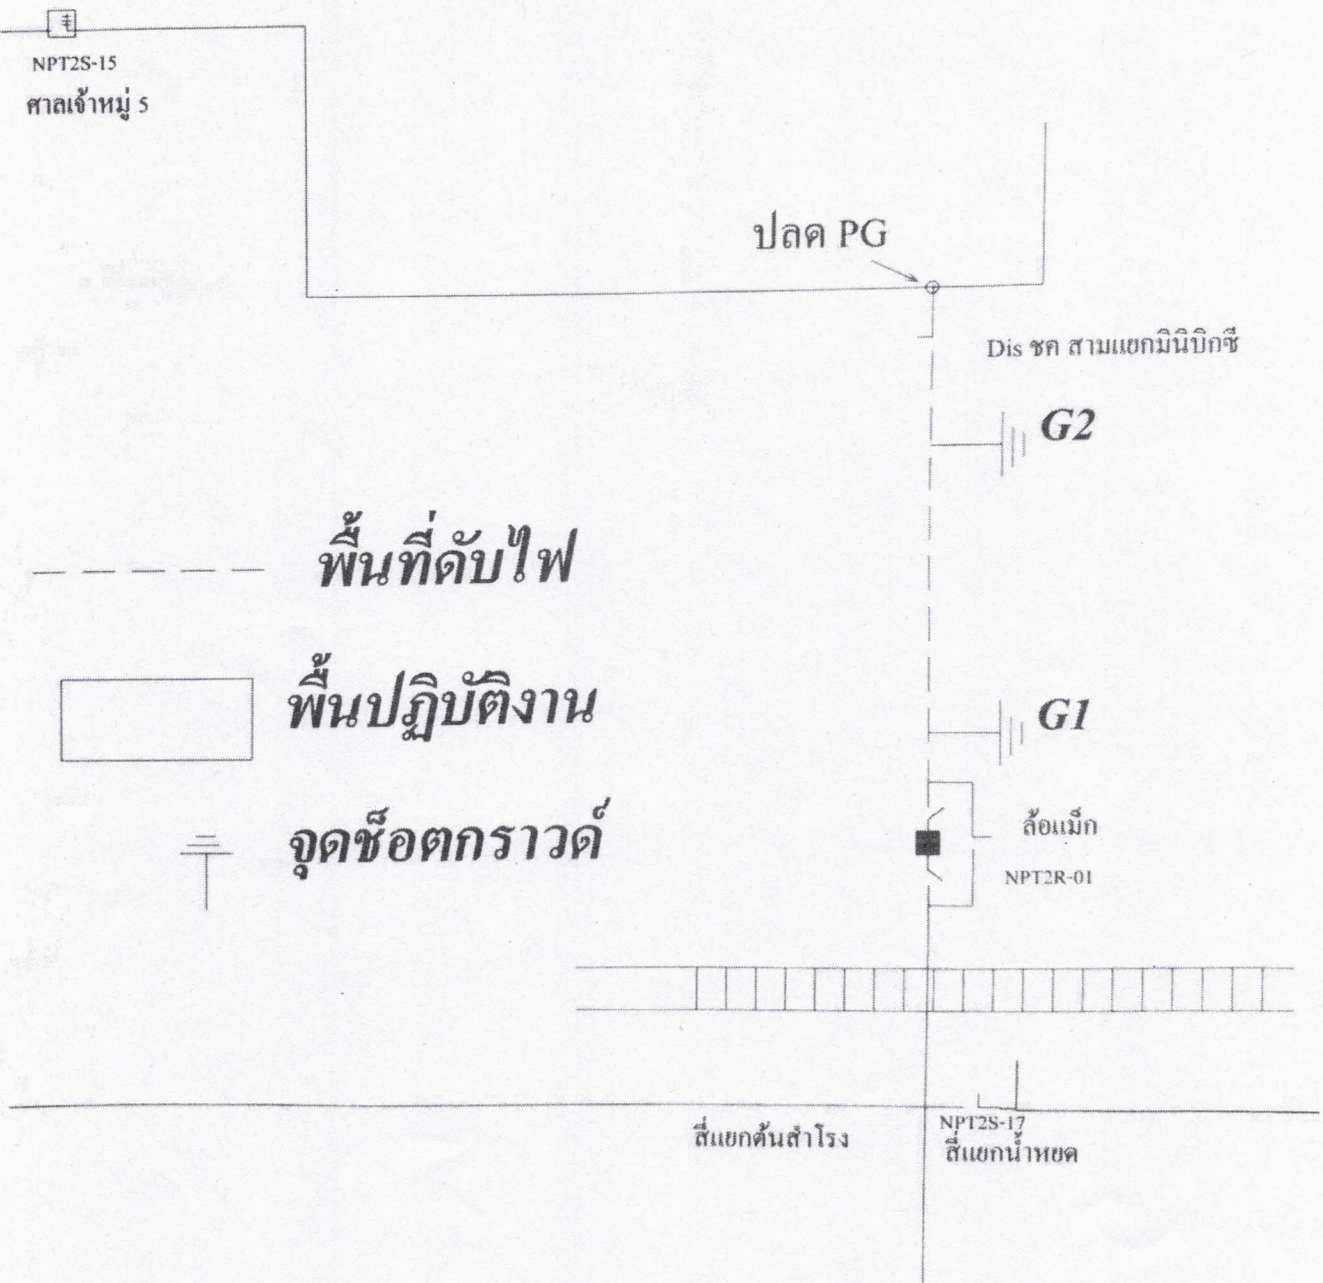 NPT2S-15
ศาลเจ้าหมู่ 5
ปลด PG
Dis ชค สามแยกมินิบิกซี
G2
พื้นที่ดับไฟ
พื้นปฏิบัติงาน
G1
จุดช็อตกราวด์
ล้อแม็ก
NPT2R-01
สี่แยกต้นสำโรง
NPT2S-17
สี่แยกน้ำหยด